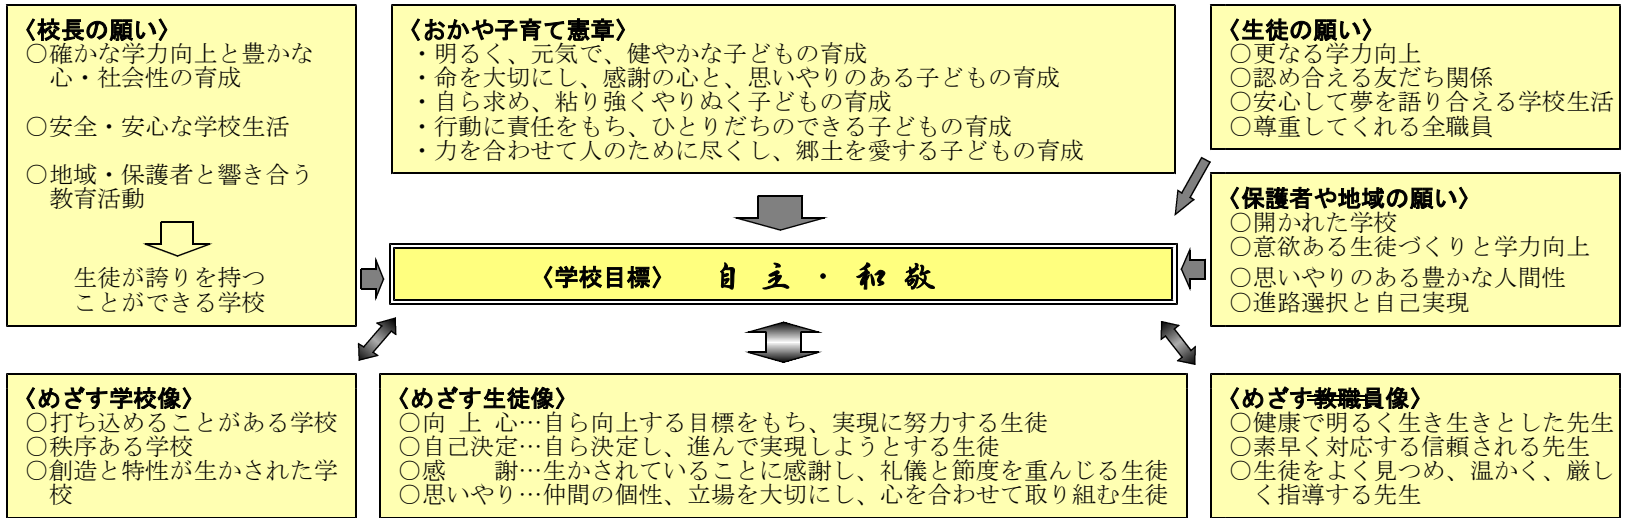 〈校長の願い〉
○確かな学力向上と豊かな
心・社会性の育成
○安全・安心な学校生活
○地域・保護者と響き合う
教育活動
生徒が誇りを持つ
ことができる学校
〈おかや子育て憲章〉
・明るく、元気で、健やかな子どもの育成
・命を大切にし、感謝の心と、思いやりのある子どもの育成
・自ら求め、粘り強くやりぬく子どもの育成
・行動に責任をもち、ひとりだちのできる子どもの育成
・力を合わせて人のために尽くし、郷土を愛する子どもの育成
〈生徒の願い〉
○更なる学力向上
○認め合える友だち関係
○安心して夢を語り合える学校生活
○尊重してくれる全職員
〈保護者や地域の願い〉
○開かれた学校
○意欲ある生徒づくりと学力向上
○思いやりのある豊かな人間性
○進路選択と自己実現
〈学校目標〉 自主・和敬
〈めざす学校像〉
○打ち込めることがある学校
○秩序ある学校
○創造と特性が生かされた学
校
〈めざす生徒像〉
○向 上 心…自ら向上する目標をもち、実現に努力する生徒
○自己決定…自ら決定し、進んで実現しようとする生徒
○感　　謝…生かされていることに感謝し、礼儀と節度を重んじる生徒
○思いやり…仲間の個性、立場を大切にし、心を合わせて取り組む生徒
〈めざす教職員像〉
○健康で明るく生き生きとした先生
○素早く対応する信頼される先生
○生徒をよく見つめ、温かく、厳し
く指導する先生